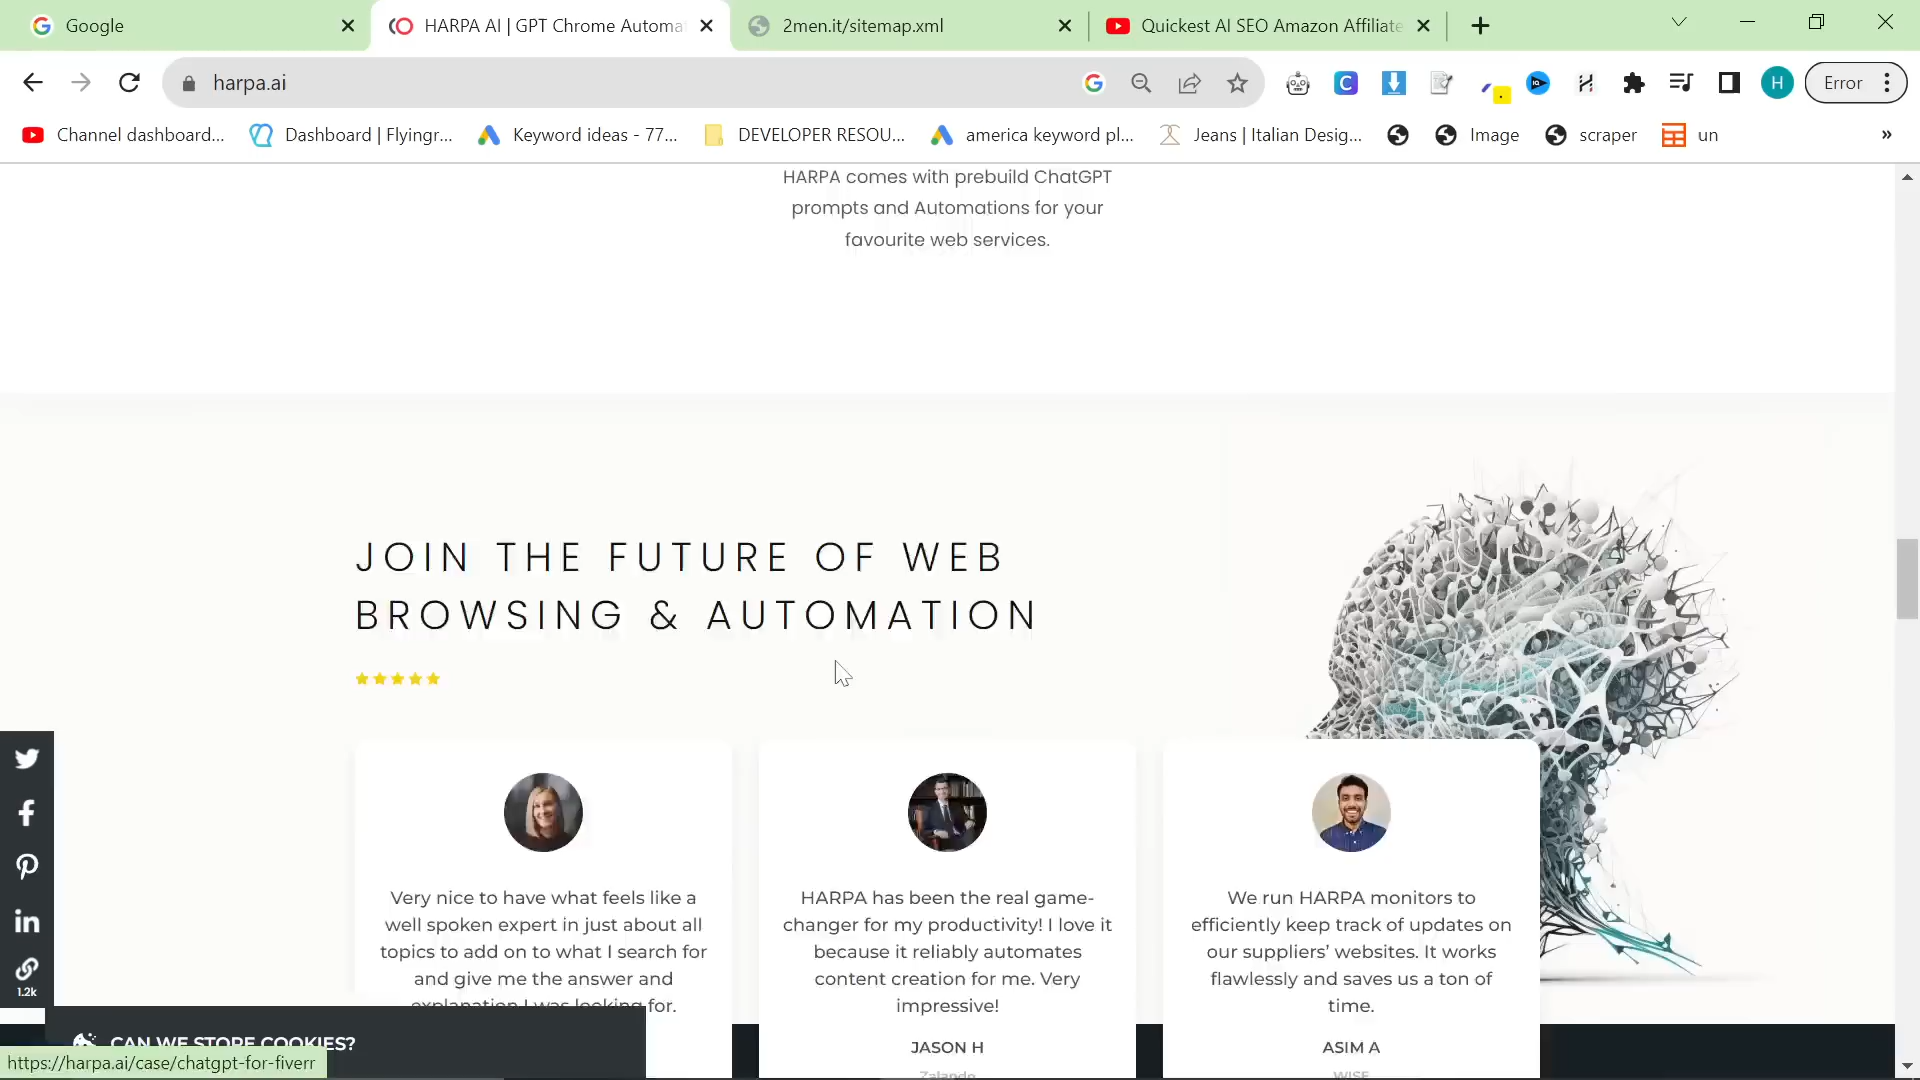 Google
HARPA AI | GPT Chrome Automa
2men.it/sitemap.xml
Quickest AI SEO Amazon Affiliate
harpa.ai
H
Error
Channel dashboard...
Dashboard | Flyingr...
Keyword ideas - 77...
DEVELOPER RESOU...
america keyword pl...
Jeans | Italian Desig...
Image
scraper
un
»
HARPA comes with prebuild ChatGPT
prompts and Automations for your
favourite web services.
JOIN THE FUTURE OF WEB
BROWSING & AUTOMATION
Very nice to have what feels like a
well spoken expert in just about all
topics to add on to what I search for
and give me the answer and
explanation I was looking for.
HARPA has been the real game-
changer for my productivity! I love it
because it reliably automates
content creation for me. Very
impressive!
JASON H
Zalando
We run HARPA monitors to
efficiently keep track of updates on
our suppliers’ websites. It works
flawlessly and saves us a ton of
time.
ASIM A
WISE
1.2k
CAN WE STORE COOKIES?
https://harpa.ai/case/chatgpt-for-fiverr